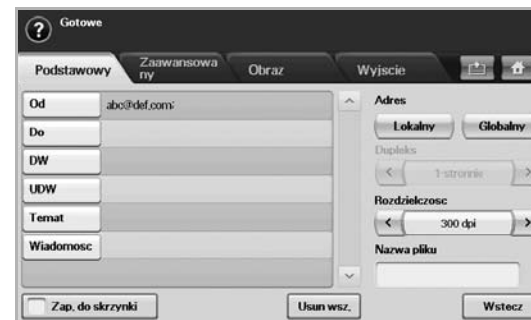 Gotowe
Podstawowy
Zaawansowa
ny
Obraz
Wyjscie
Od
abc@def.com;
Do
DW
UDW
Temat
Wiadomosc
Adres
Lokalny
Globalny
Dupleks
1-stronnie
Rozdzielczosc
300 dpi
Nazwa pliku
Zap. do skrzynki
Usun wsz.
Wstecz